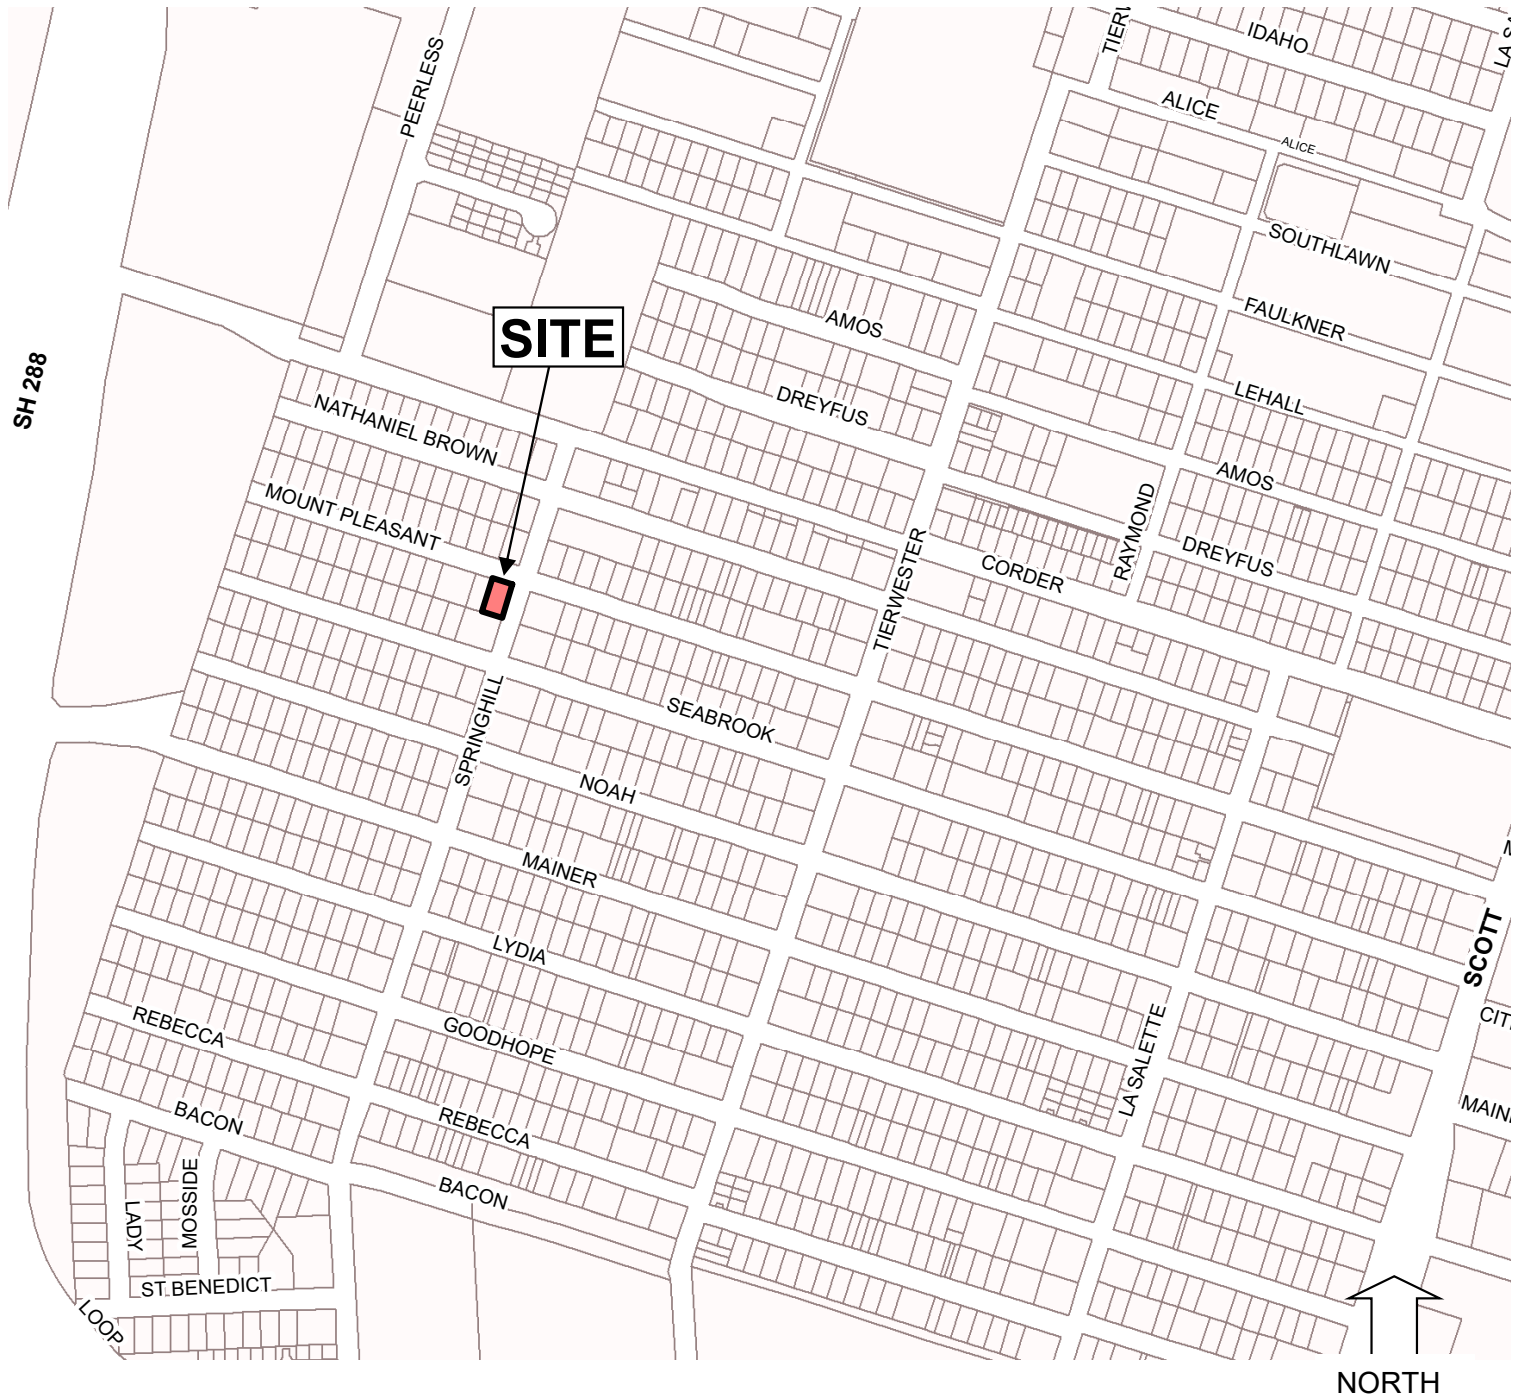 IDAHO
PEERLESS
ALICE
ALICE
SOUTHLAWN
FAULKNER
AMOS
SITE
SH 288
DREYFUS
LEHALL
NATHANIEL BROWN
AMOS
MOUNT PLEASANT
RAYMOND
DREYFUS
CORDER
TIERWESTER
SEABROOK
SPRINGHILL
NOAH
MAINER
LYDIA
SCOTT
REBECCA
GOODHOPE
LA SALETTE
BACON
REBECCA
BACON
MOSSIDE
LADY
ST BENEDICT
LOOP
NORTH